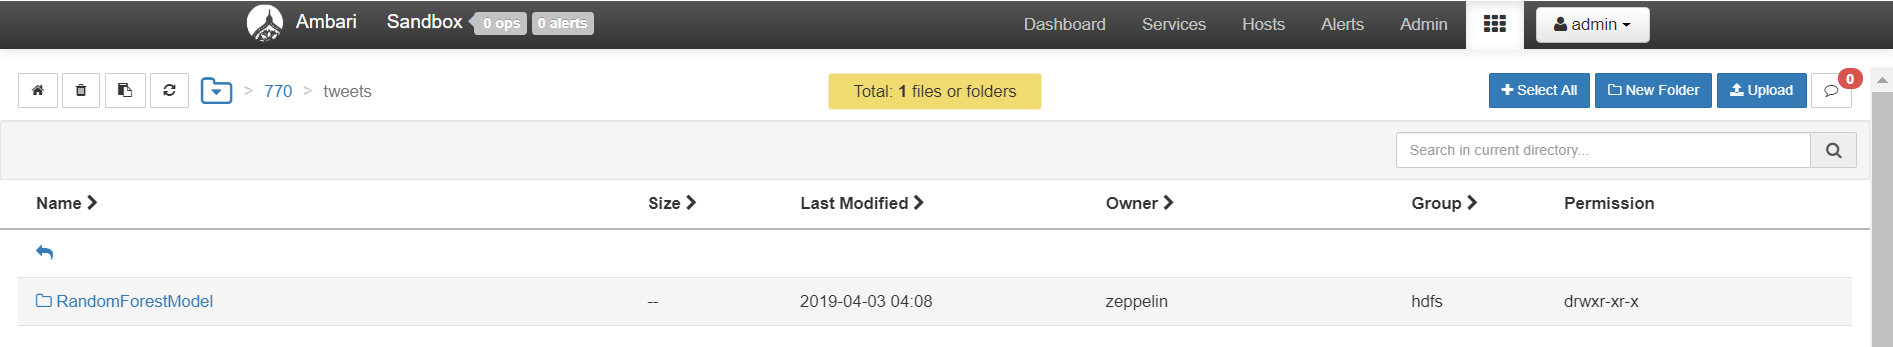 Ambari Sandbox 0 ops 0 alerts Dashboard Services Hosts Alerts Admin admin
> 770 > tweets Total: 1 files or folders Select All New Folder Upload 0
Search in current directory...
Name Size Last Modified Owner Group Permission
RandomForestModel -- 2019-04-03 04:08 zeppelin hdfs drwxr-xr-x